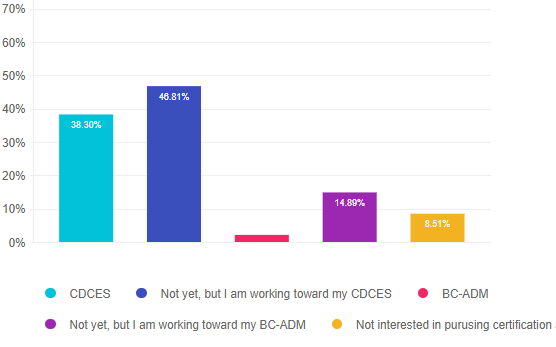 70%
60%
50%
40%
30%
20%
10%
0%
38.30%
46.81%
14.89%
8.51%
CDCES
Not yet, but I am working toward my CDCES
BC-ADM
Not yet, but I am working toward my BC-ADM
Not interested in purusing certification